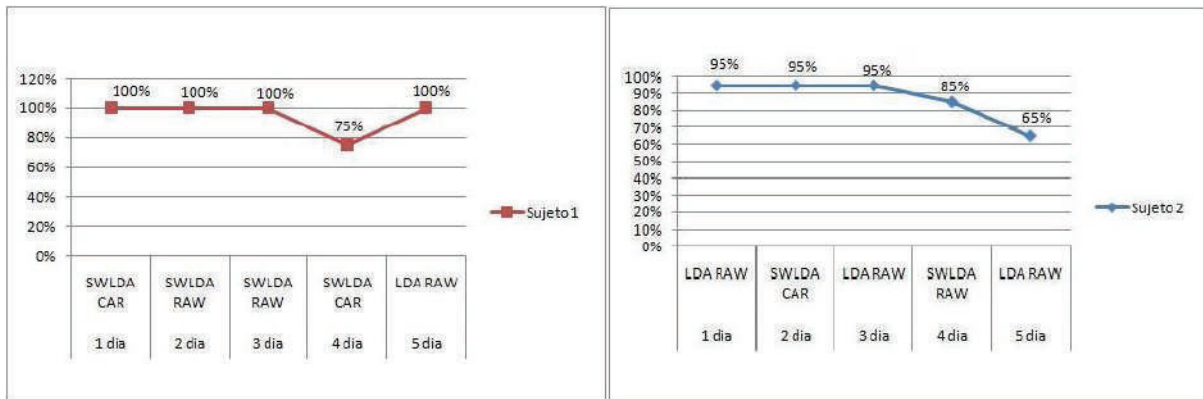 120%
100%
80%
60%
40%
20%
0%
100%
100%
100%
75%
100%
Sujeto 1
SWLDA CAR
SWLDA RAW
SWLDA RAW
SWLDA CAR
LDA RAW
1 dia
2 dia
3 dia
4 dia
5 dia
100%
90%
80%
70%
60%
50%
40%
30%
20%
10%
0%
95%
95%
95%
85%
65%
Sujeto 2
LDA RAW
SWLDA CAR
LDA RAW
SWLDA RAW
LDA RAW
1 dia
2 dia
3 dia
4 dia
5 dia